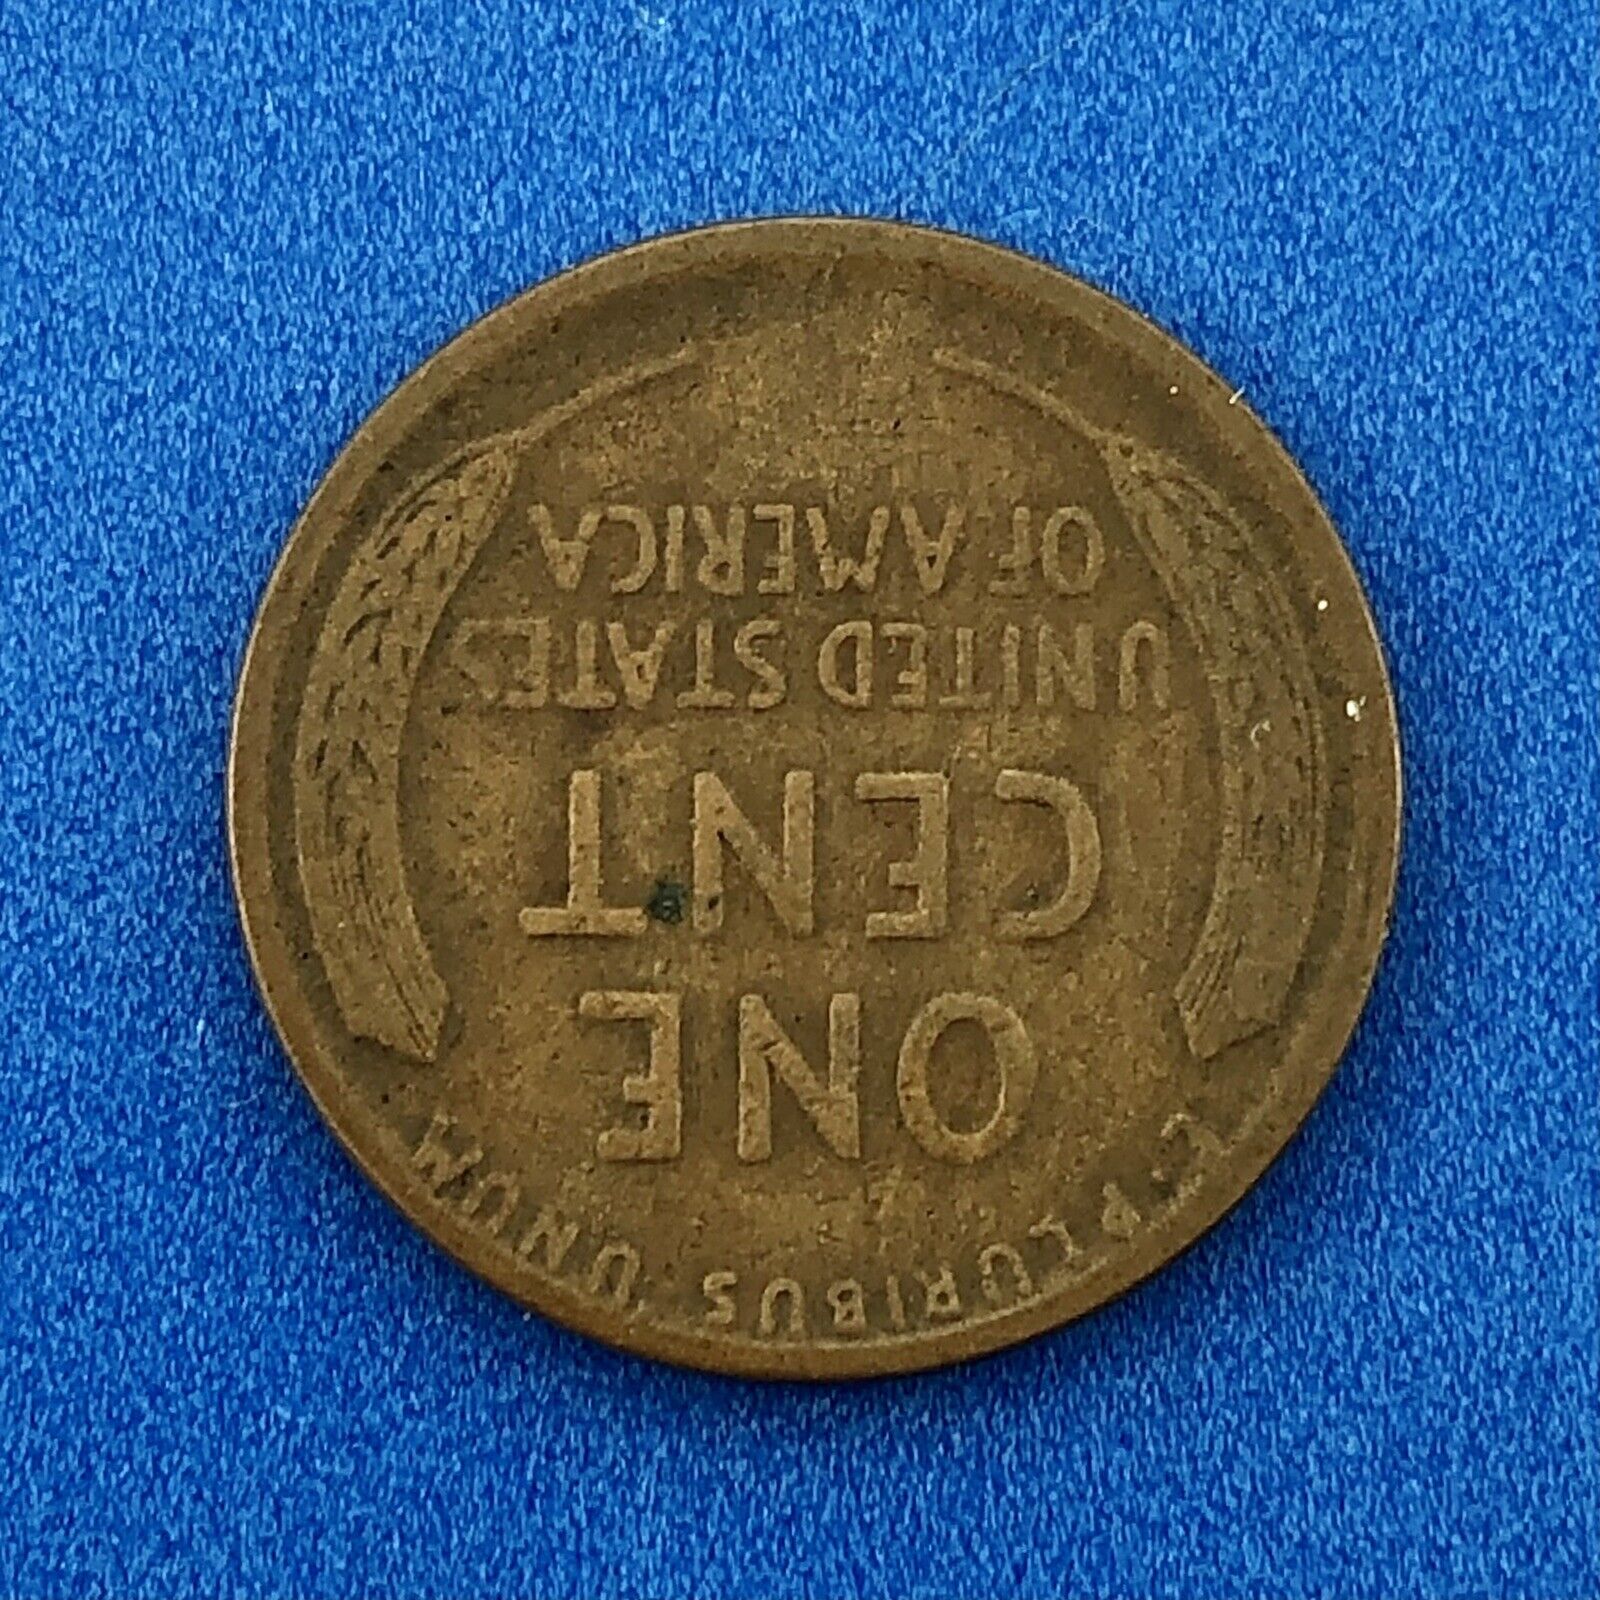 E·PLURIBUS·UNUM
ONE
CENT
UNITED STATES
OF AMERICA